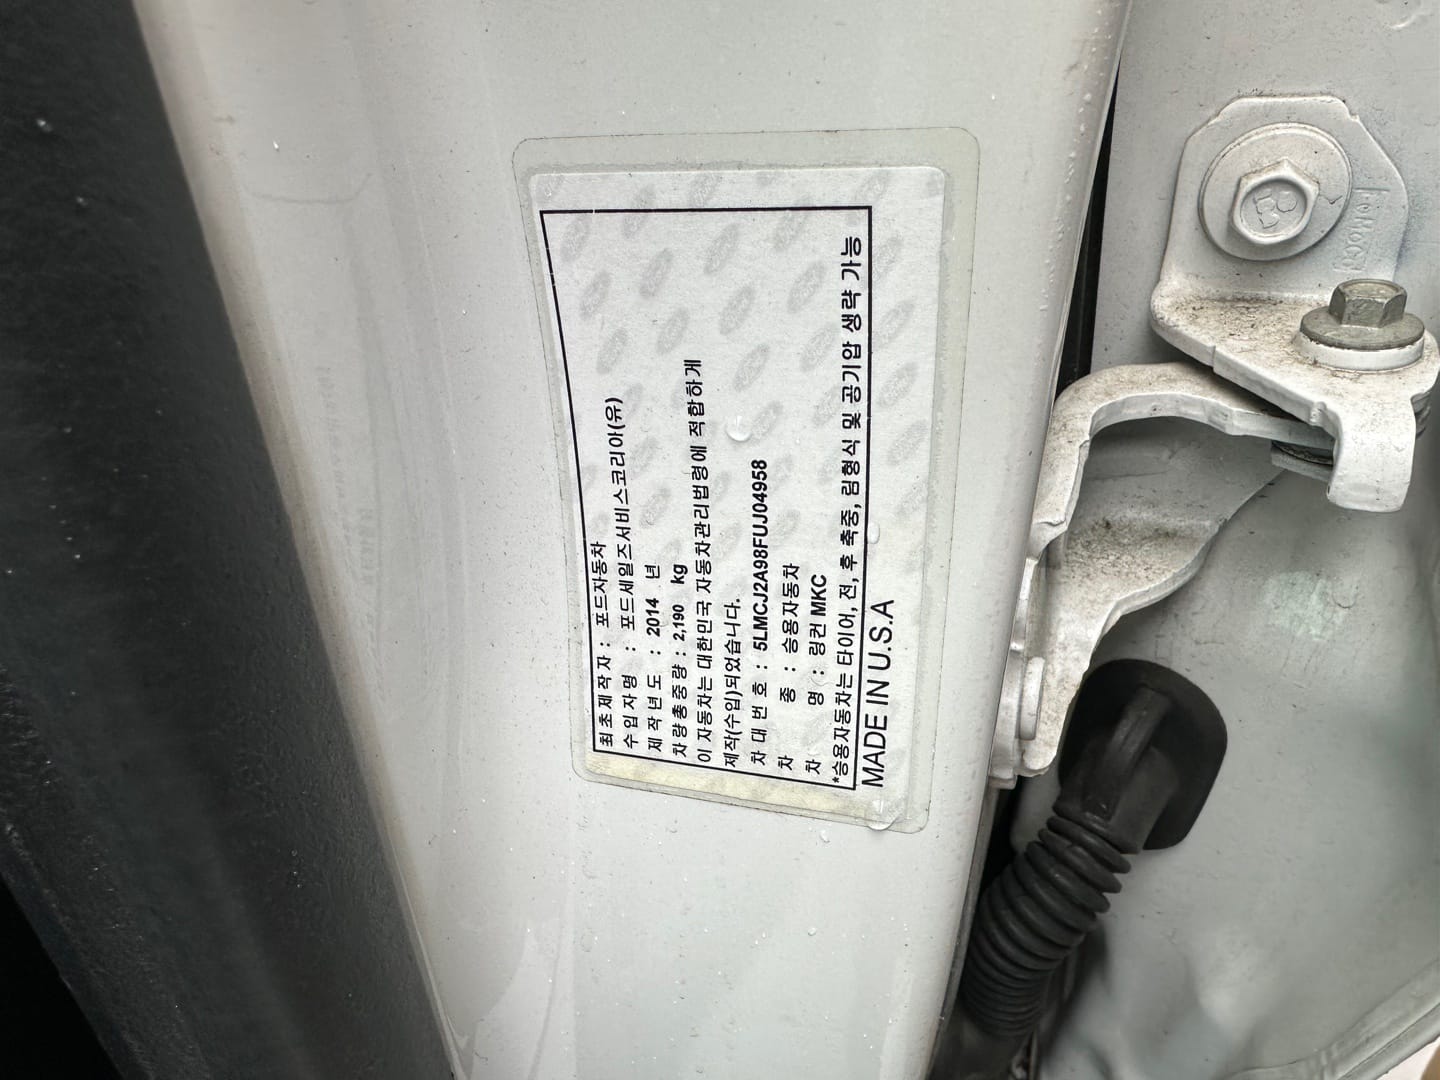 최초제작자 : 포드자동차
수입자명 : 포드세일즈서비스코리아(유)
제작년도 : 2014 년
차량총중량 : 2,190 kg
이 자동차는 대한민국 자동차관리법령에 적합하게
제작(수입)되었습니다.
차대번호 : 5LMCJ2A98FUJ04958
차 종 : 승용자동차
차 명 : 링컨 MKC
*승용자동차는 타이어, 전, 후 축중, 림형식 및 공기압 생략 가능
MADE IN U.S.A